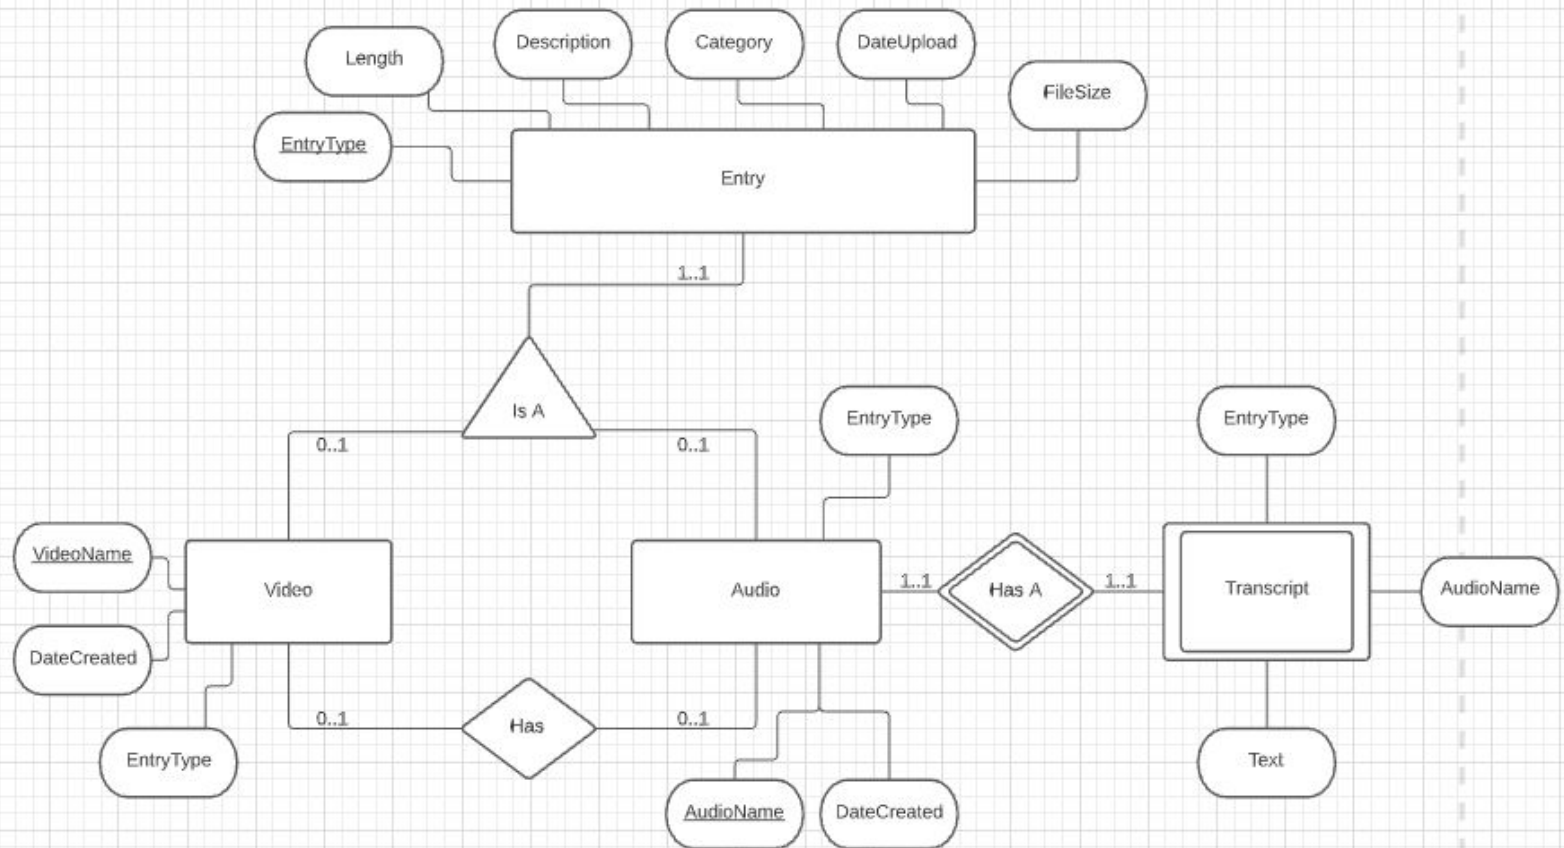 Description
Category
DateUpload
Length
FileSize
EntryType
Entry
1..1
Is A
0..1
0..1
EntryType
EntryType
VideoName
Video
Audio
1..1
Has A
1..1
Transcript
AudioName
DateCreated
0..1
Has
0..1
EntryType
Text
AudioName
DateCreated